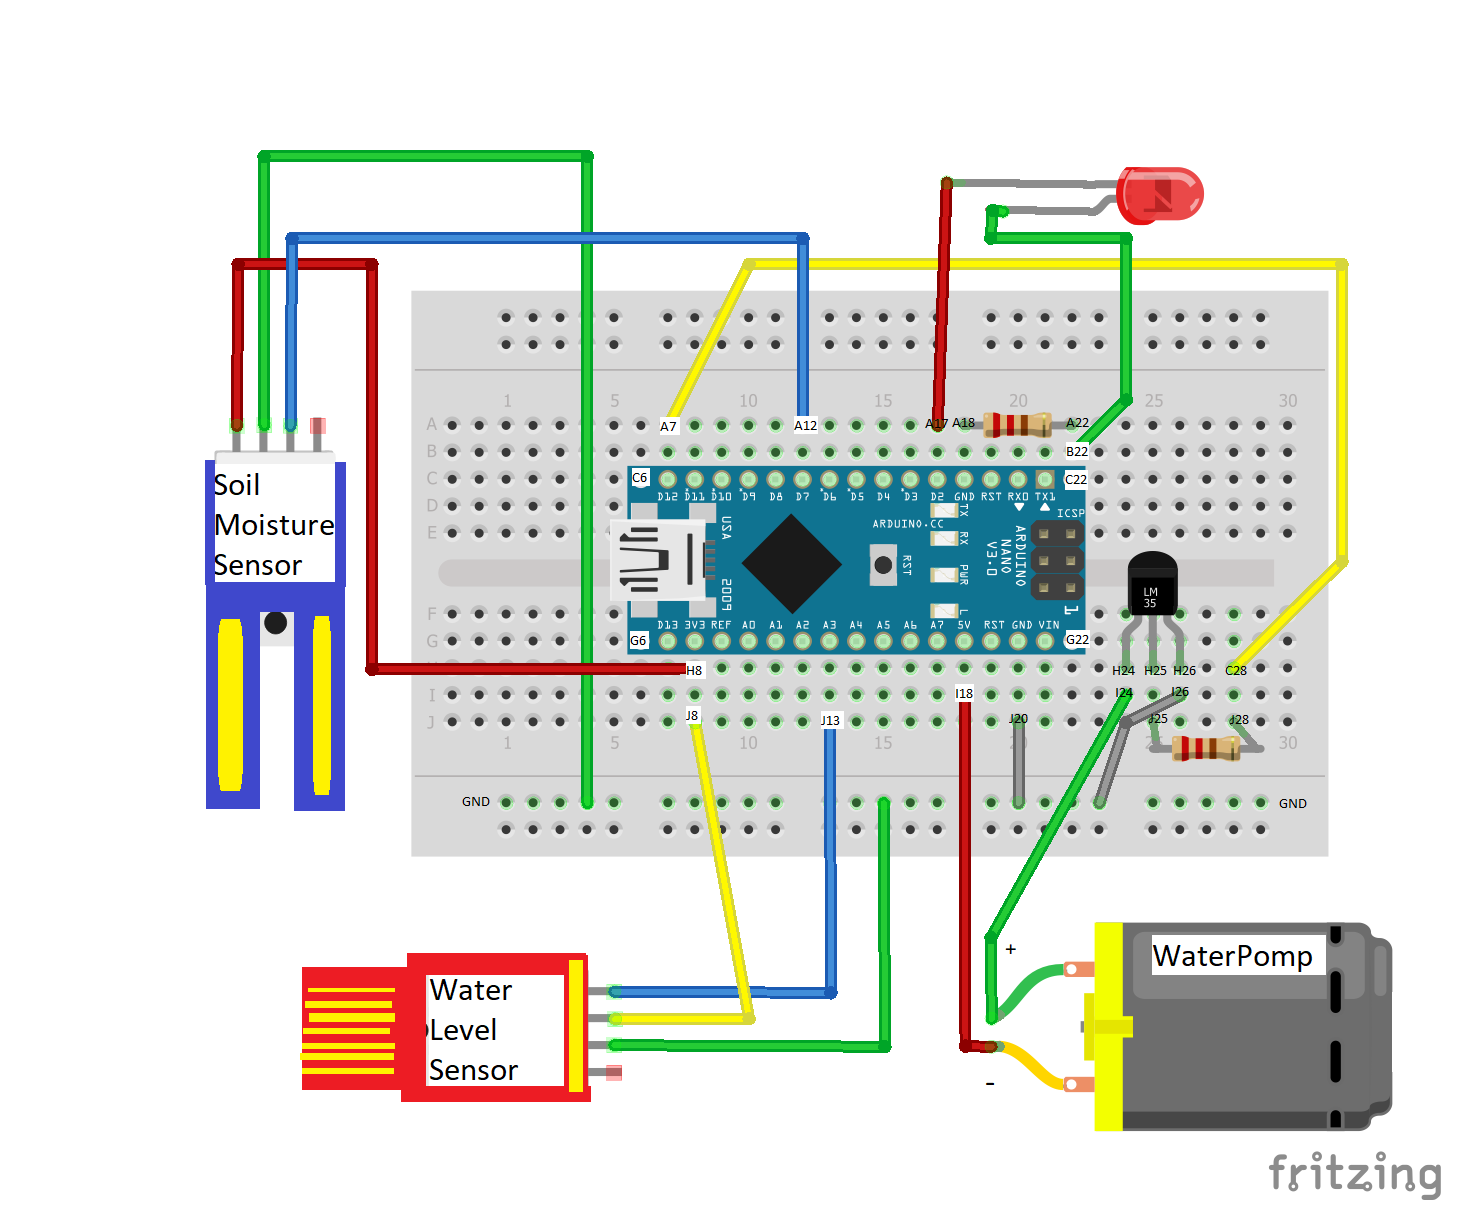 1 5 10 15 20 25 30
A A7 A12 A17 A18 A22
B B22
C C6 C22
D12 D11 D10 D9 D8 D7 D6 D5 D4 D3 D2 GND RST RX0 TX1
D
E
ICSP
TX
RX
PWR
L
ARDUINO.CC
RST
ARDUINO
NANO
V3.0
USA
2009
1
Soil
Moisture
Sensor
LM
35
F
D13 3V3 REF A0 A1 A2 A3 A4 A5 A6 A7 5V RST GND VIN
G G6 G22
H8 H24 H25 H26 C28
I I18 I24 I26
J J8 J13 J20 J25 J28
1 5 10 15 20 30
GND GND
Water
Level
Sensor
+
-
WaterPomp
fritzing